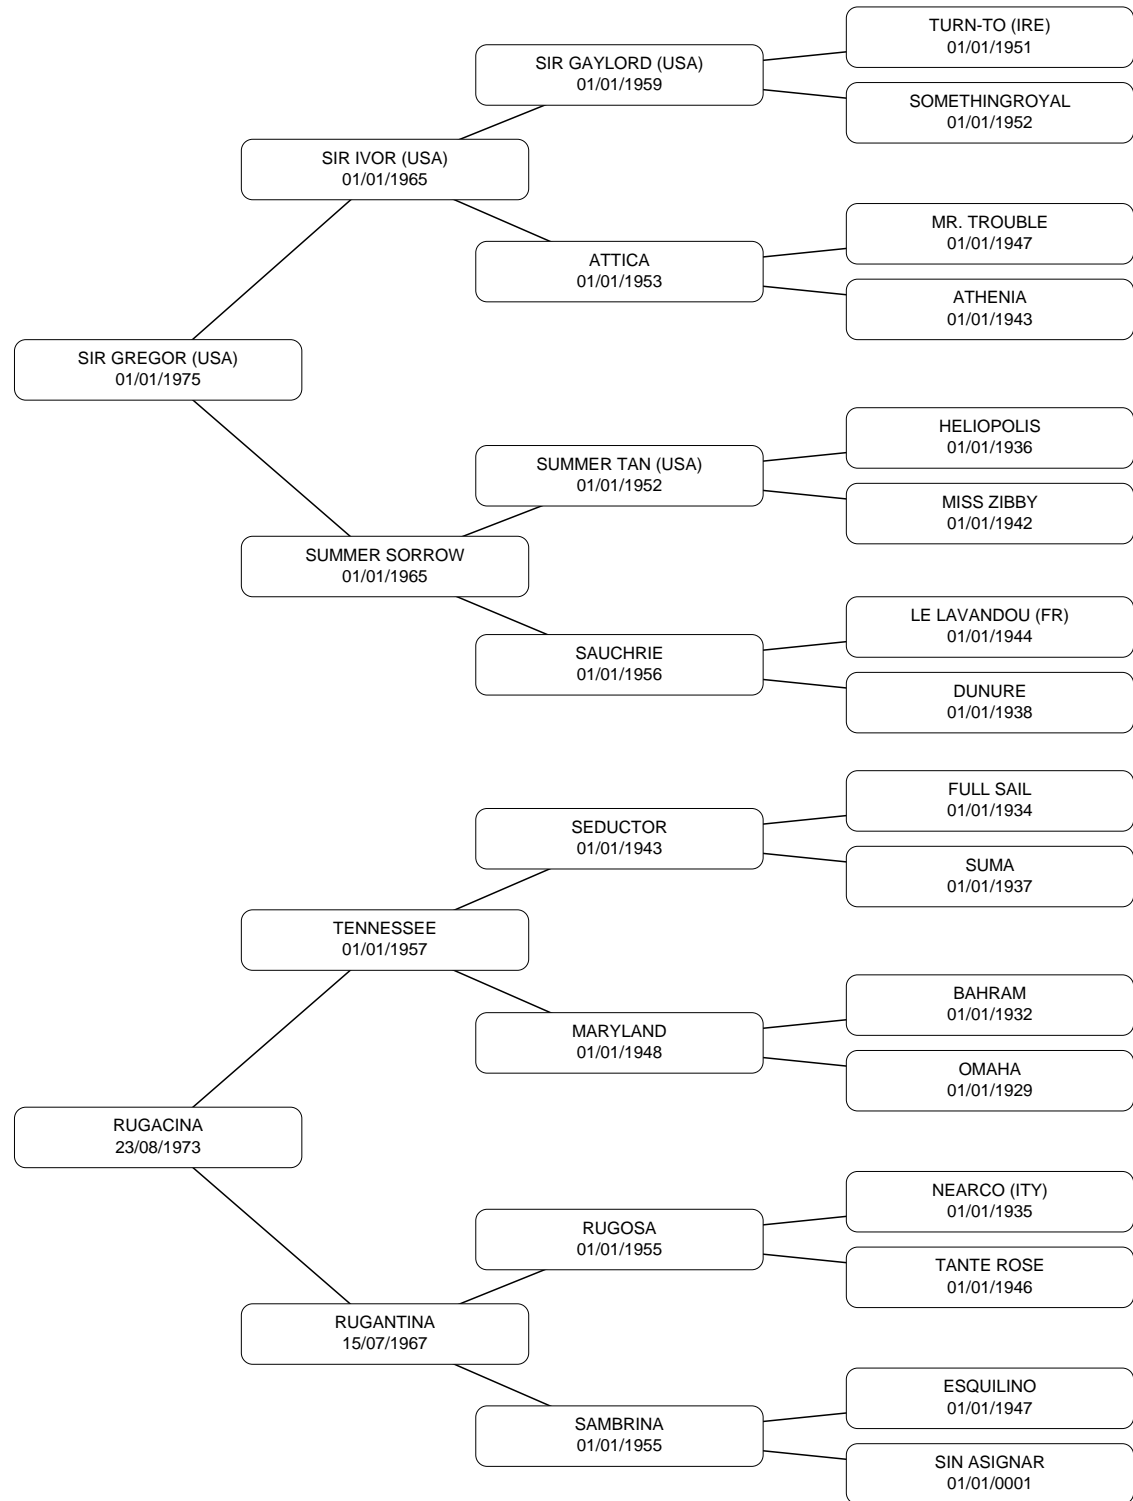 TURN-TO (IRE)
01/01/1951
SIR GAYLORD (USA)
01/01/1959
SOMETHINGROYAL
01/01/1952
SIR IVOR (USA)
01/01/1965
MR. TROUBLE
01/01/1947
ATTICA
01/01/1953
ATHENIA
01/01/1943
SIR GREGOR (USA)
01/01/1975
HELIOPOLIS
01/01/1936
SUMMER TAN (USA)
01/01/1952
MISS ZIBBY
01/01/1942
SUMMER SORROW
01/01/1965
LE LAVANDOU (FR)
01/01/1944
SAUCHRIE
01/01/1956
DUNURE
01/01/1938
FULL SAIL
01/01/1934
SEDUCTOR
01/01/1943
SUMA
01/01/1937
TENNESSEE
01/01/1957
BAHRAM
01/01/1932
MARYLAND
01/01/1948
OMAHA
01/01/1929
RUGACINA
23/08/1973
NEARCO (ITY)
01/01/1935
RUGOSA
01/01/1955
TANTE ROSE
01/01/1946
RUGANTINA
15/07/1967
ESQUILINO
01/01/1947
SAMBRINA
01/01/1955
SIN ASIGNAR
01/01/0001